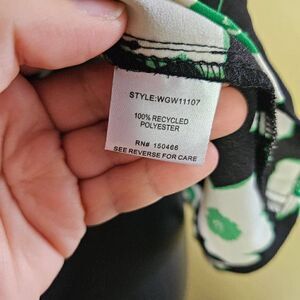 STYLE:WGW11107
100% RECYCLED
POLYESTER
RN# 150466
SEE REVERSE FOR CARE